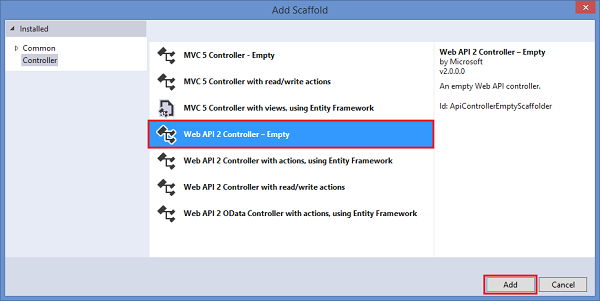 Add Scaffold
Installed
Common
Controller
MVC 5 Controller - Empty
MVC 5 Controller with read/write actions
MVC 5 Controller with views, using Entity Framework
Web API 2 Controller – Empty
Web API 2 Controller with actions, using Entity Framework
Web API 2 Controller with read/write actions
Web API 2 OData Controller with actions, using Entity Framework
Web API 2 Controller – Empty
by Microsoft
v2.0.0.0
An empty Web API controller.
Id: ApiControllerEmptyScaffolder
Add
Cancel